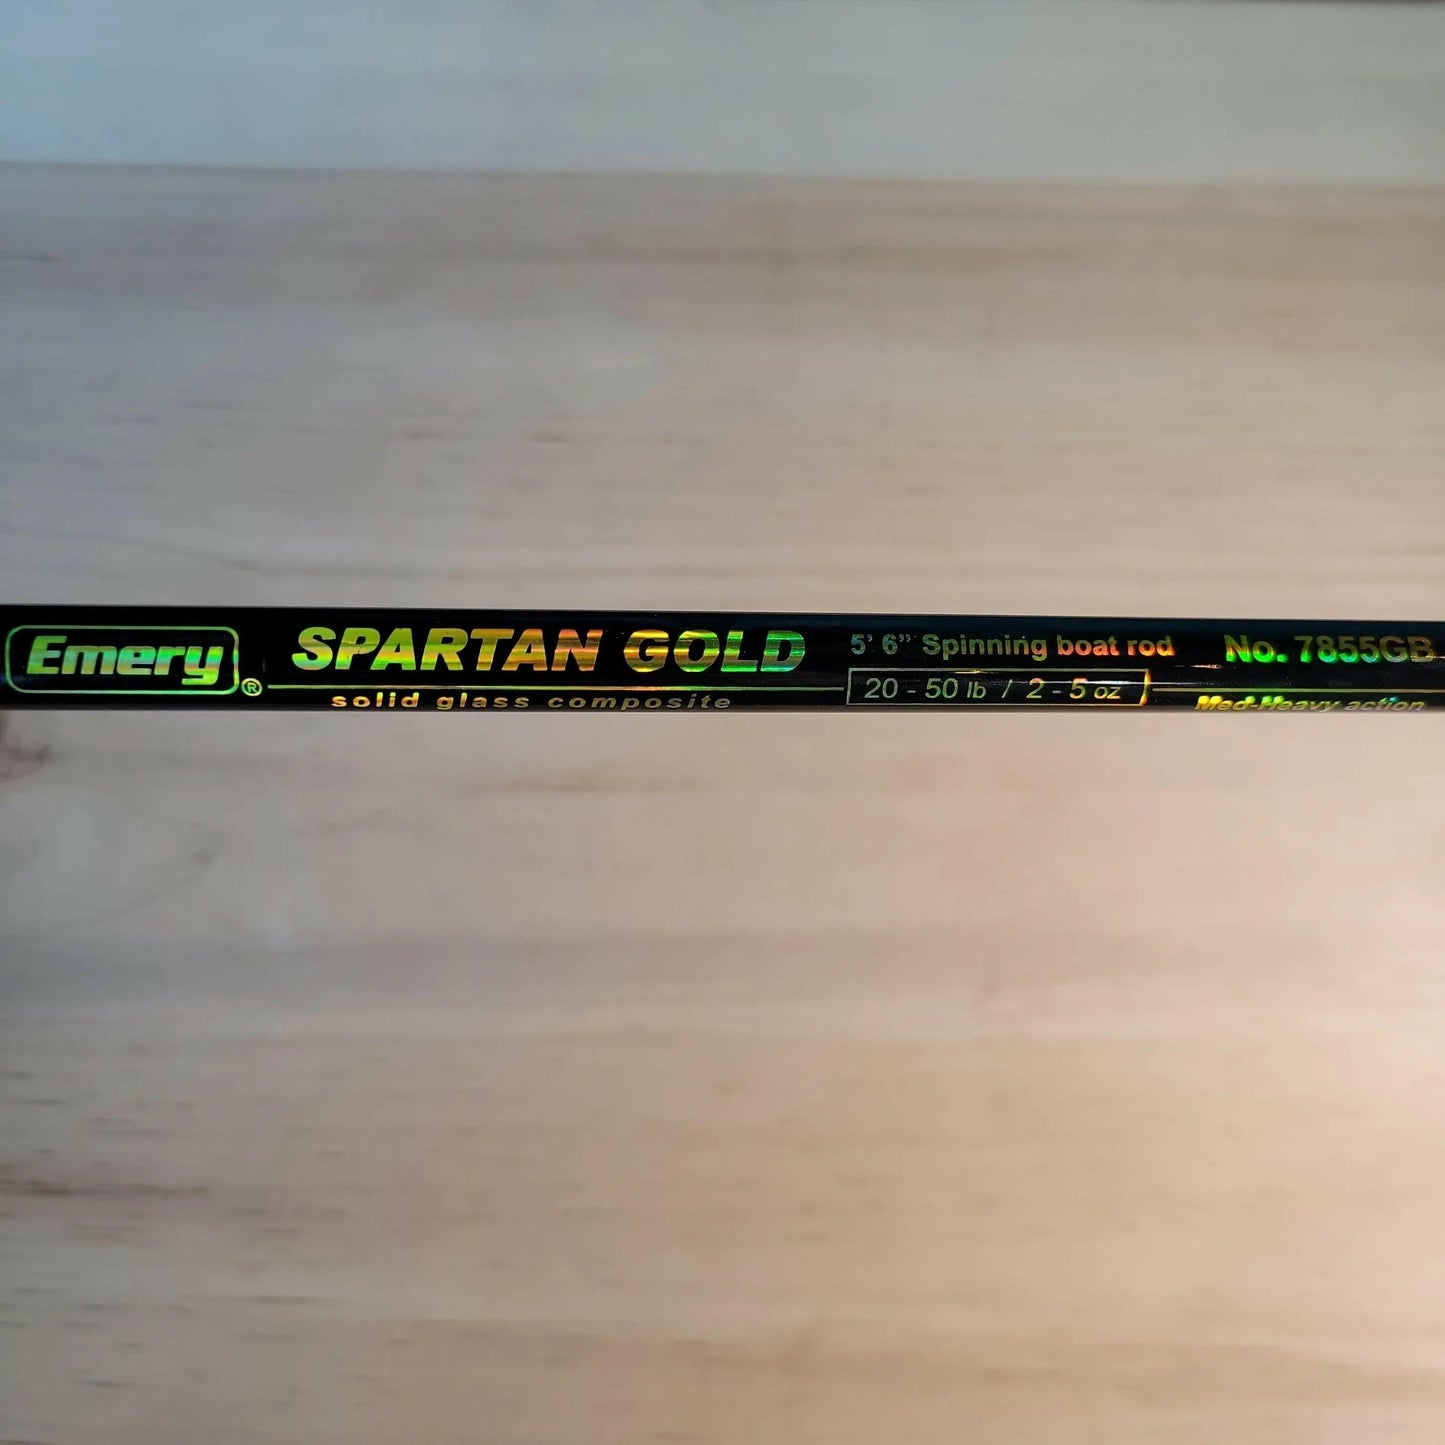 Emery® SPARTAN GOLD 5' 6" Spinning boat rod No. 7855GB
solid glass composite 20 - 50 lb / 2 - 5 oz Med-Heavy action